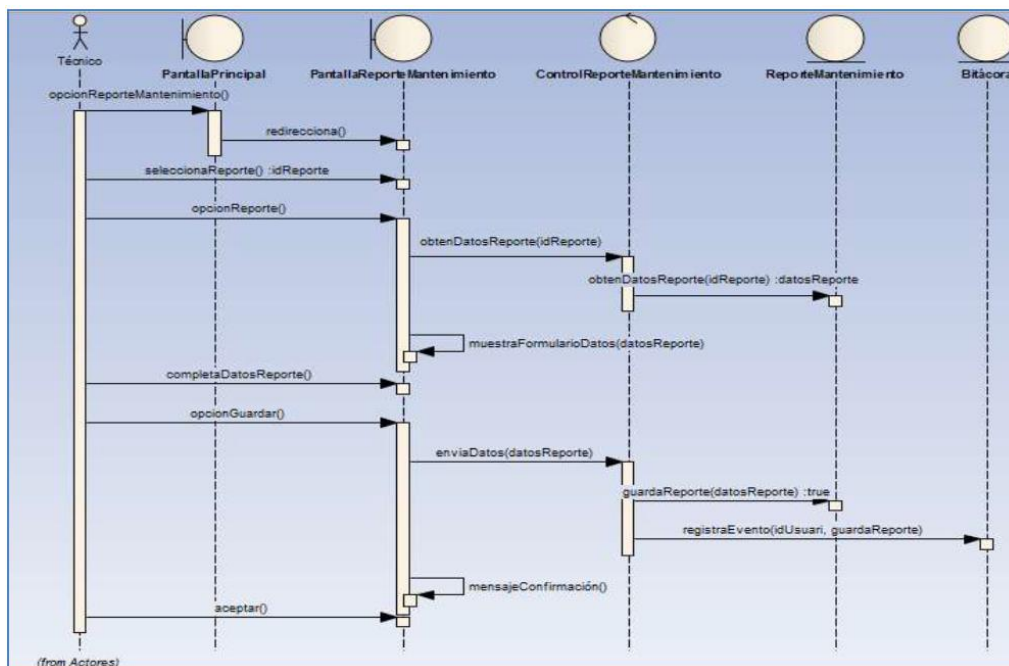 Técnico
PantallaPrincipal
PantallaReporteMantenimiento
ControlReporteMantenimiento
ReporteMantenimiento
Bitácora
opcionReporteMantenimiento()
redirecciona()
seleccionaReporte() :idReporte
opcionReporte()
obtenDatosReporte(idReporte)
obtenDatosReporte(idReporte) :datosReporte
muestraFormularioDatos(datosReporte)
completaDatosReporte()
opcionGuardar()
enviaDatos(datosReporte)
guardaReporte(datosReporte) :true
registraEvento(idUsuari, guardaReporte)
mensajeConfirmación()
aceptar()
(from Actores)